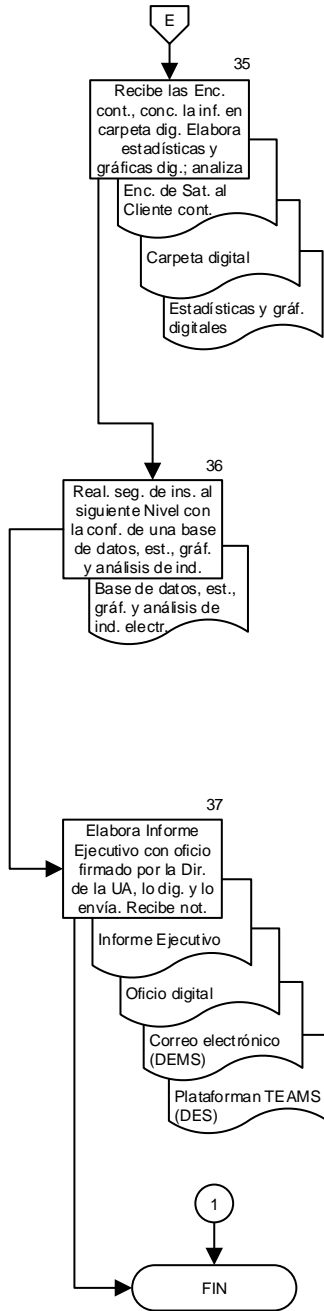 E
35
Recibe las Enc.
cont., conc. la inf. en
carpeta dig. Elabora
estadísticas y
gráficas dig.; analiza
Enc. de Sat. al
Cliente cont.
Carpeta digital
Estadísticas y gráf.
digitales
36
Real. seg. de ins. al
siguiente Nivel con
la conf. de una base
de datos, est., gráf.
y análisis de ind.
Base de datos, est.,
gráf. y análisis de
ind. electr.
37
Elabora Informe
Ejecutivo con oficio
firmado por la Dir.
de la UA, lo dig. y lo
envía. Recibe not.
Informe Ejecutivo
Oficio digital
Correo electrónico
(DEMS)
Plataforman TEAMS
(DES)
1
FIN